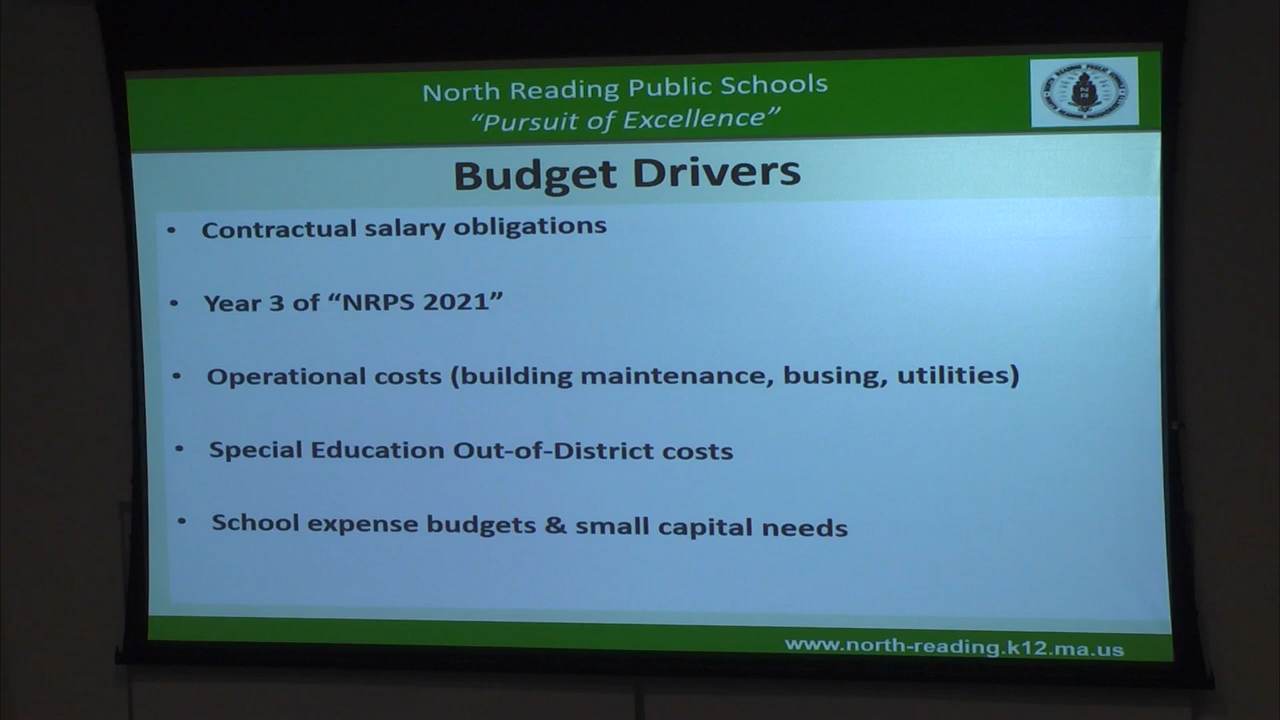 North Reading Public Schools
“Pursuit of Excellence”
Budget Drivers
• Contractual salary obligations
• Year 3 of “NRPS 2021”
• Operational costs (building maintenance, busing, utilities)
• Special Education Out-of-District costs
• School expense budgets & small capital needs
www.north-reading.k12.ma.us